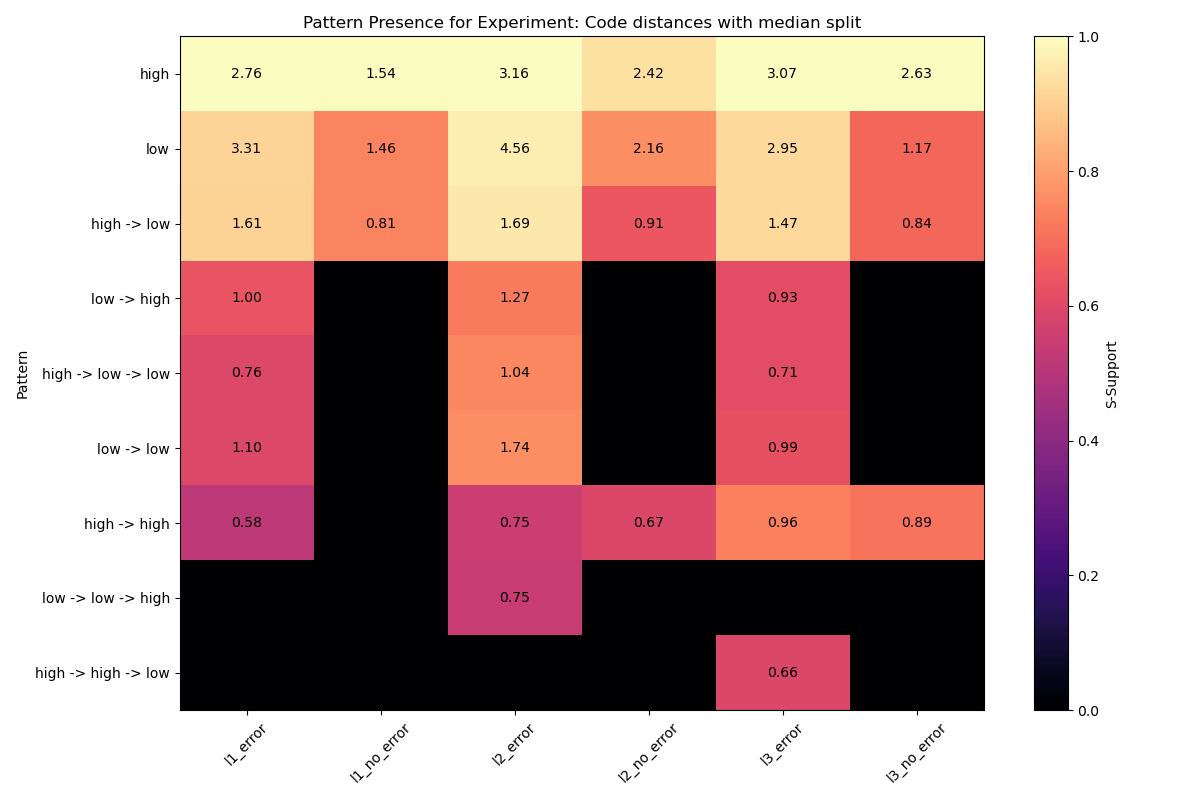 Pattern Presence for Experiment: Code distances with median split
high 2.76 1.54 3.16 2.42 3.07 2.63
low 3.31 1.46 4.56 2.16 2.95 1.17
high -> low 1.61 0.81 1.69 0.91 1.47 0.84
low -> high 1.00 1.27 0.93
high -> low -> low 0.76 1.04 0.71
low -> low 1.10 1.74 0.99
high -> high 0.58 0.75 0.67 0.96 0.89
low -> low -> high 0.75
high -> high -> low 0.66
Pattern
l1_error l1_no_error l2_error l2_no_error l3_error l3_no_error
1.0
0.8
0.6
0.4
0.2
0.0
S-Support